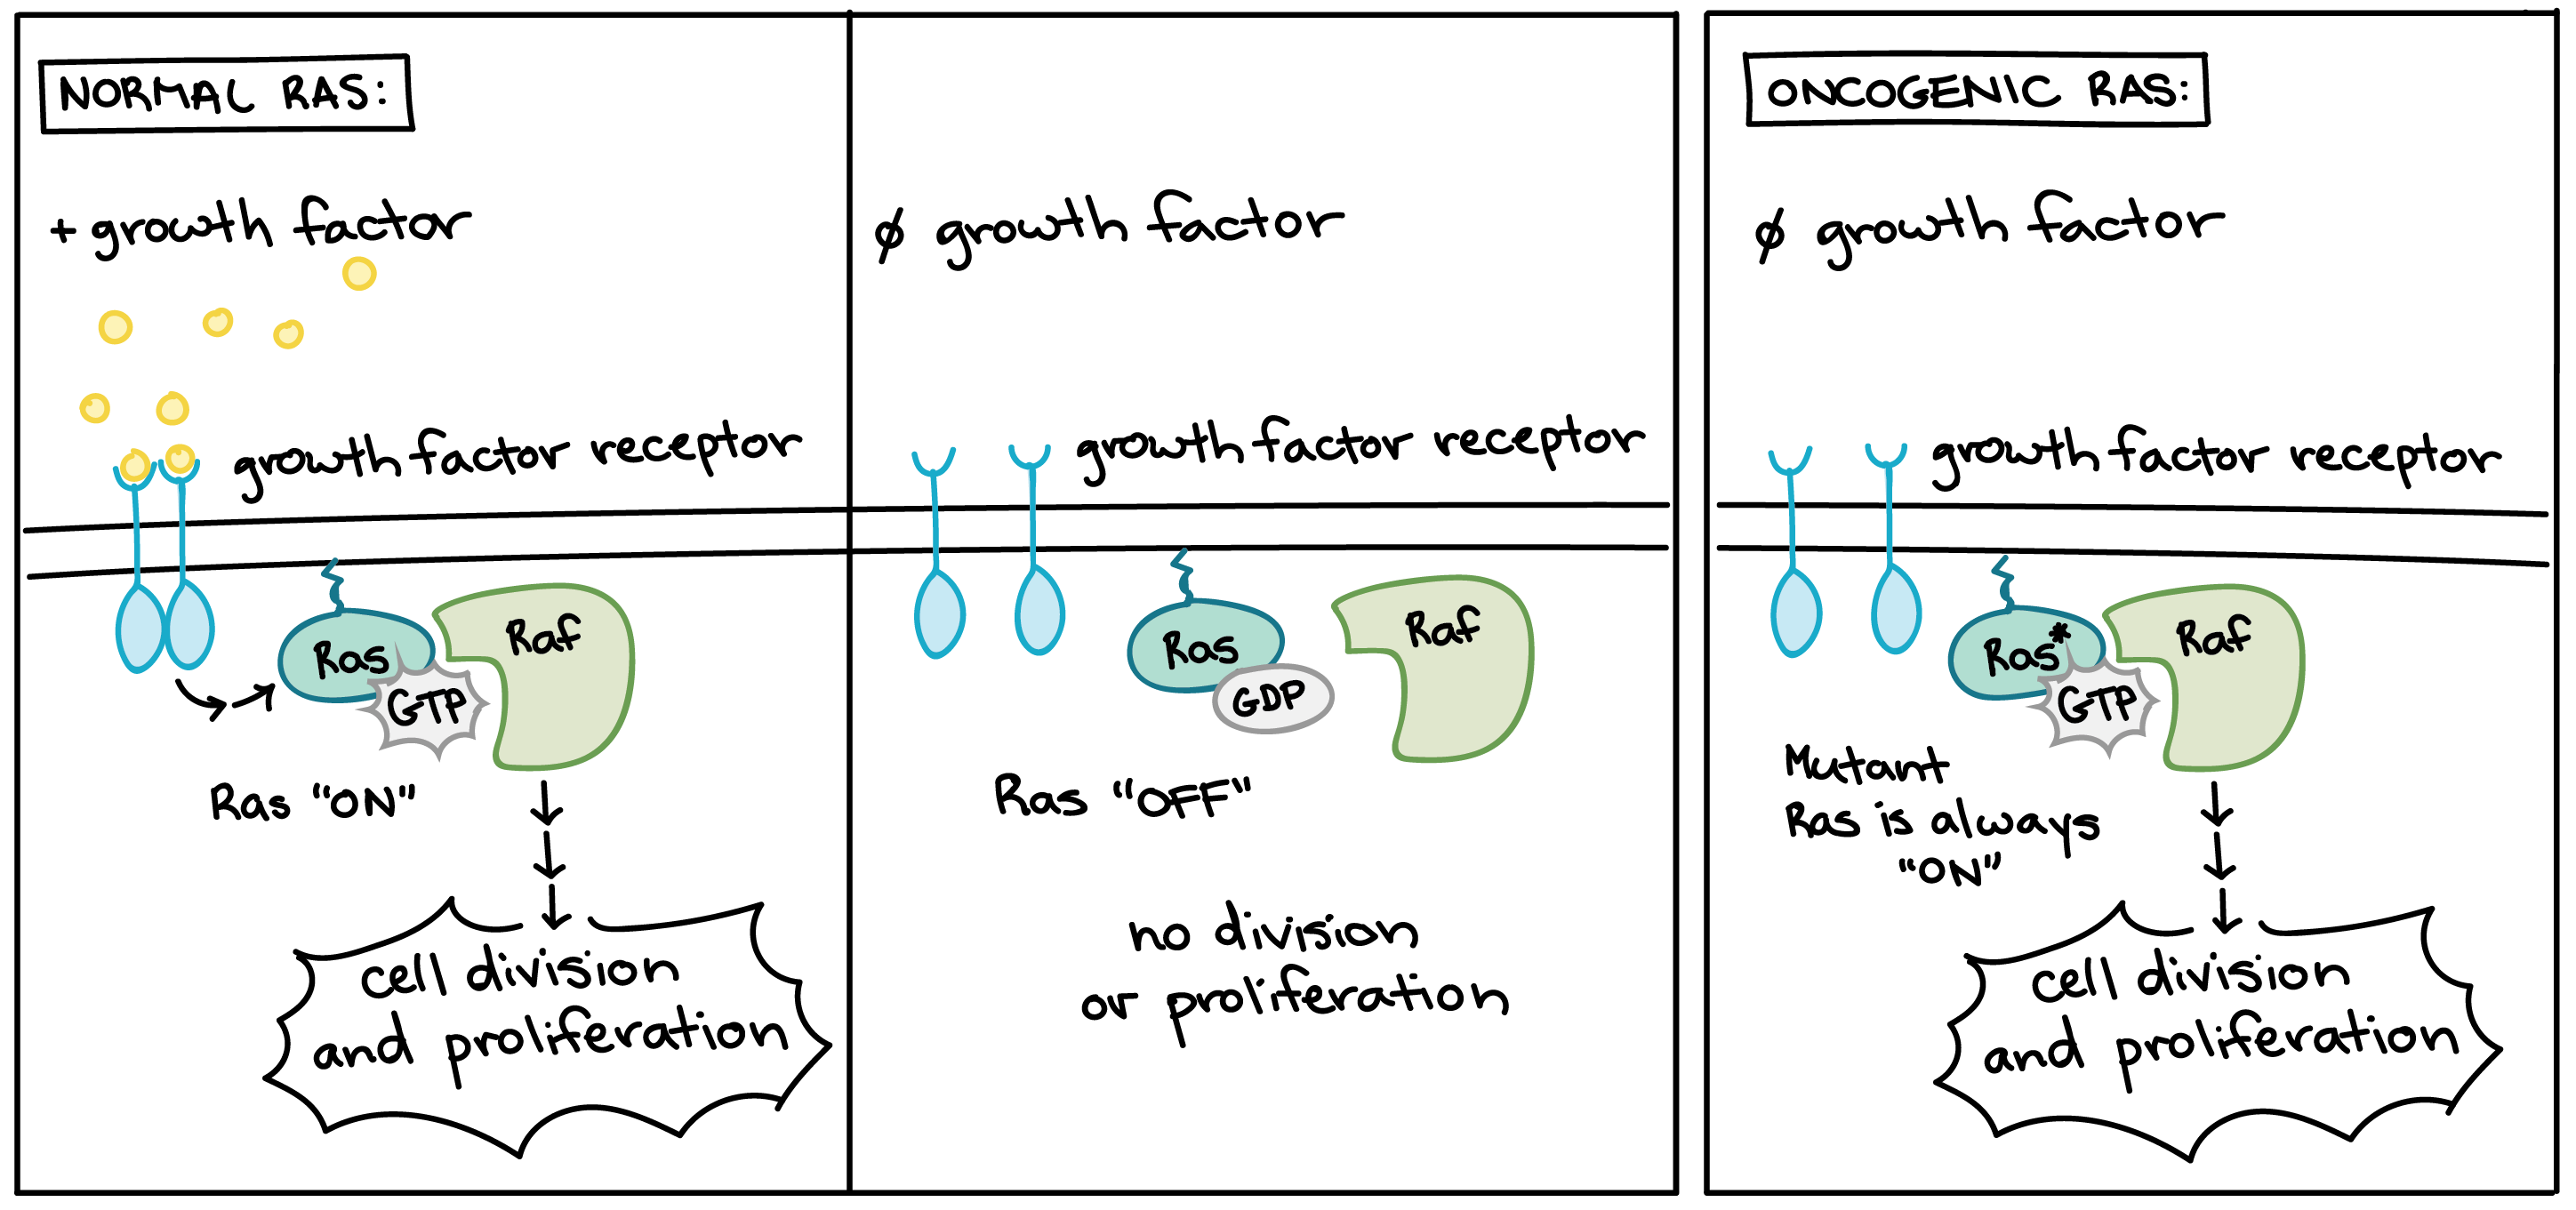 NORMAL RAS:
+ growth factor
growth factor receptor
Ras
GTP
Raf
Ras "ON"
cell division
and proliferation
ø growth factor
growth factor receptor
Ras
GDP
Raf
Ras "OFF"
no division
or proliferation
ONCOGENIC RAS:
ø growth factor
growth factor receptor
Ras*
GTP
Raf
Mutant
Ras is always
"ON"
cell division
and proliferation